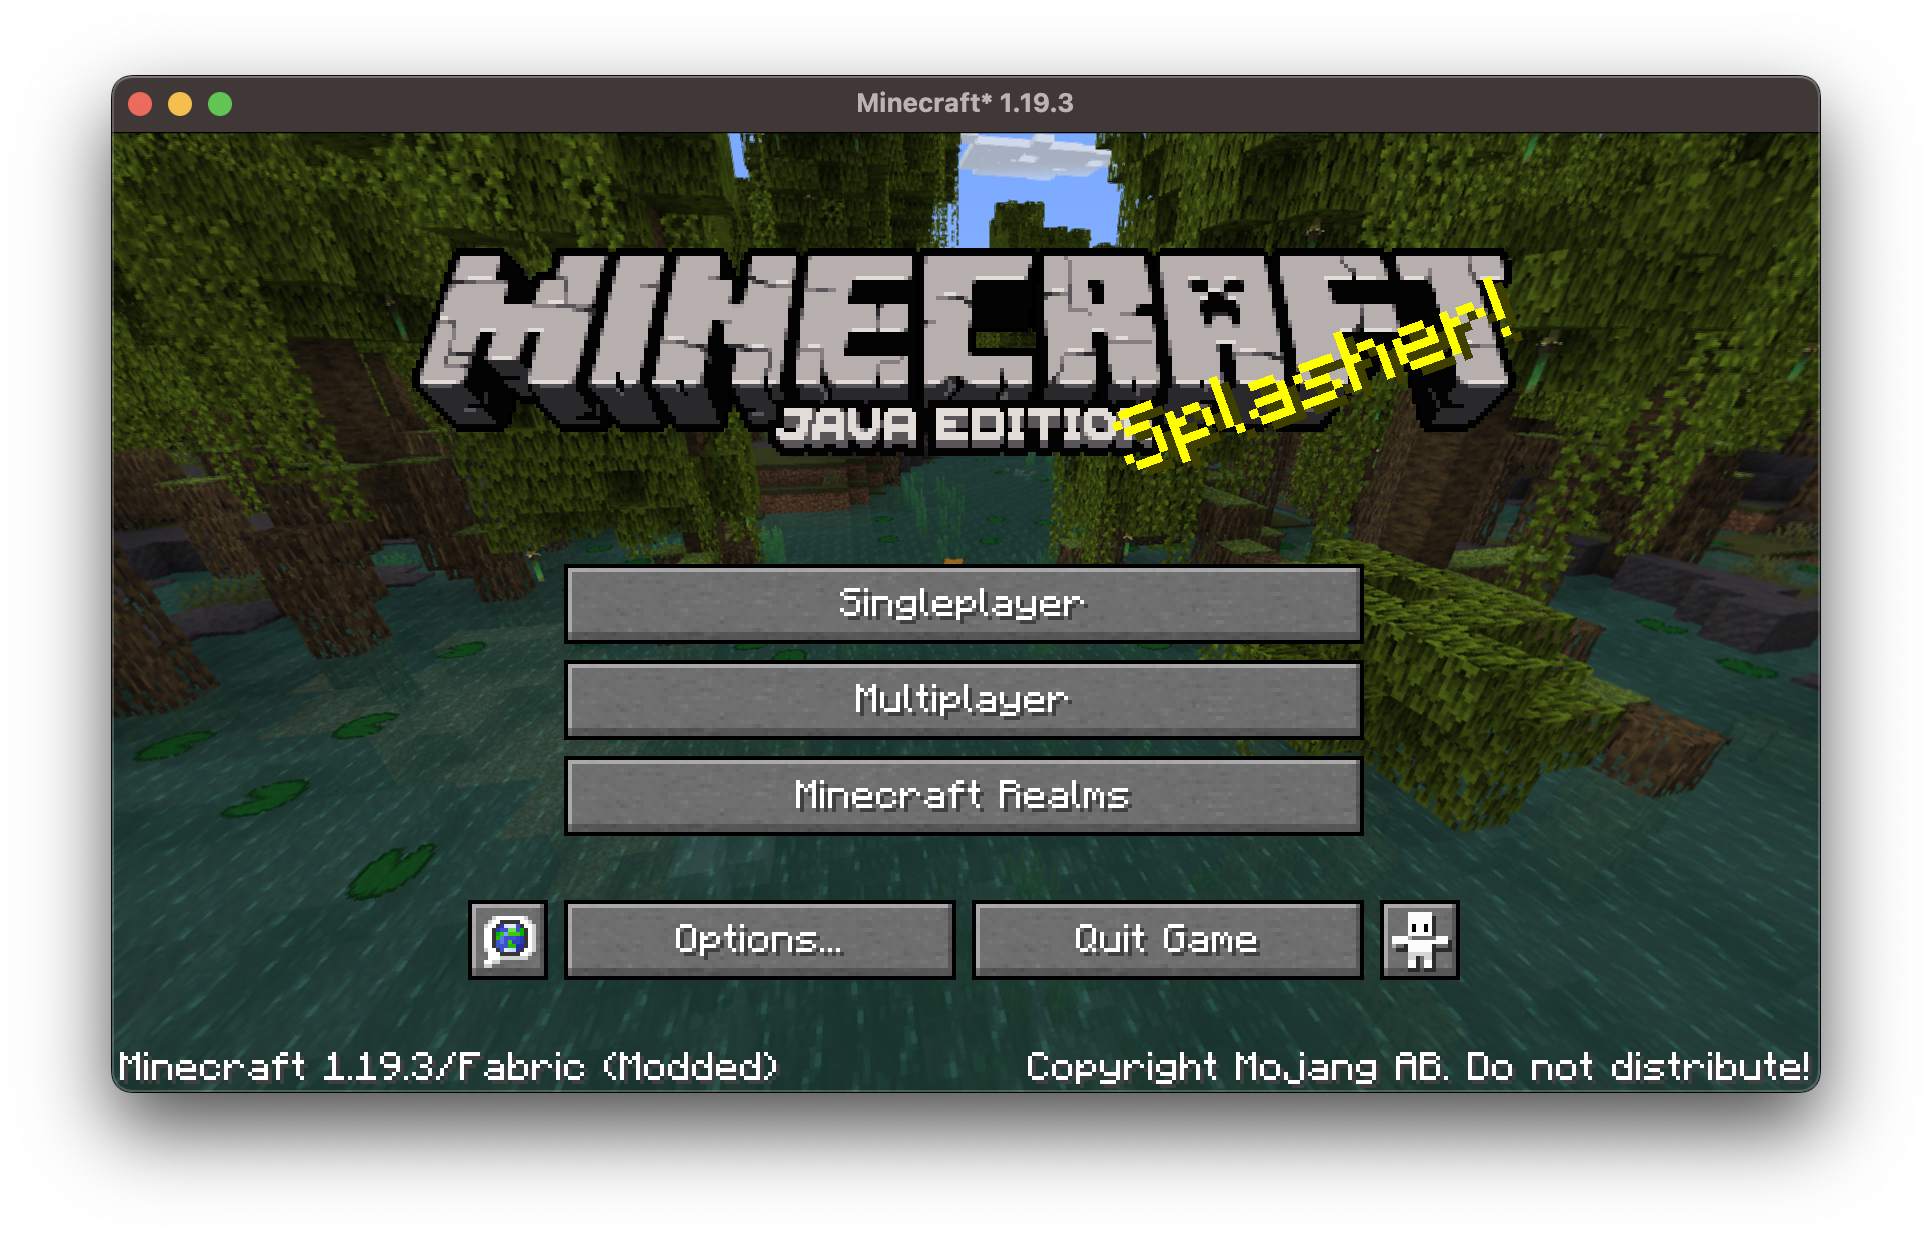 Minecraft* 1.19.3
MINECRAFT
JAVA EDITION
Splasher!
Singleplayer
Multiplayer
Minecraft Realms
Options...
Quit Game
Minecraft 1.19.3/Fabric (Modded)
Copyright Mojang AB. Do not distribute!